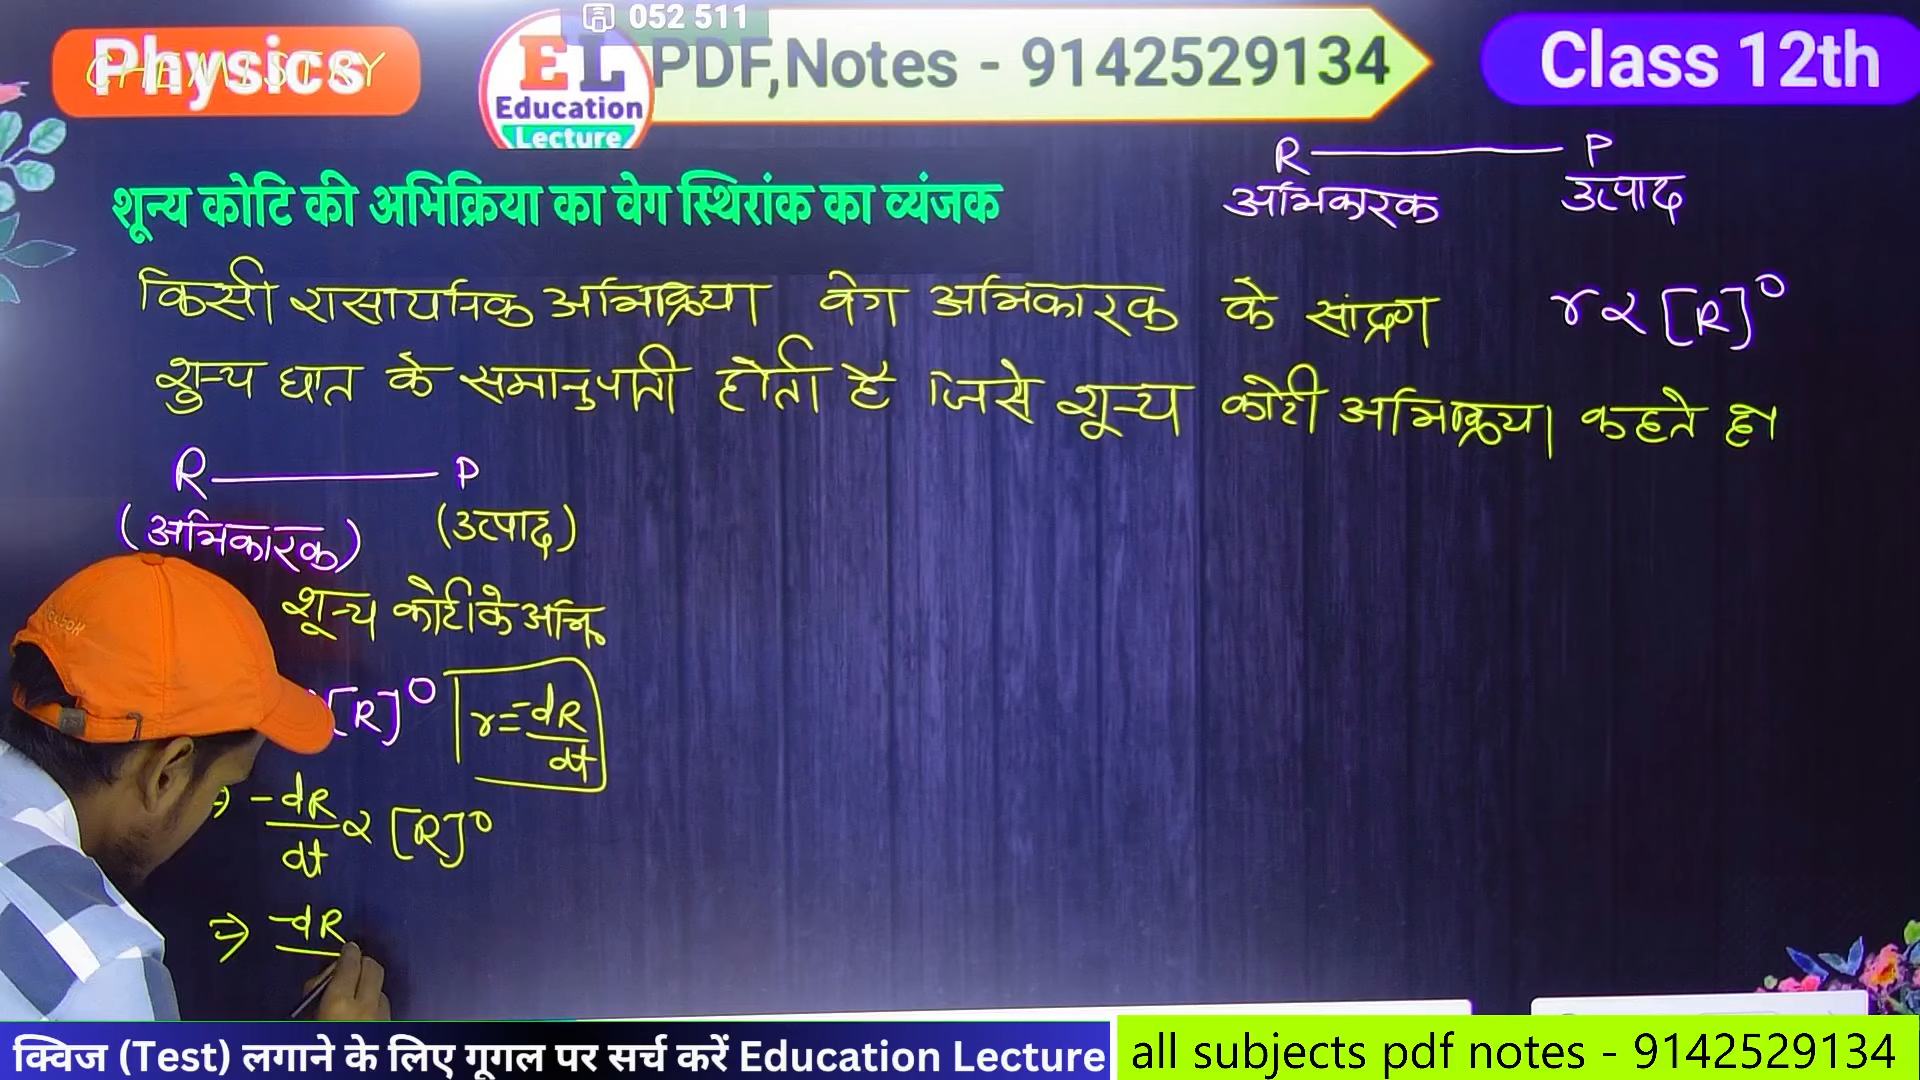 052 511
Physics
CHEMISTRY
EL
Education
Lecture
PDF,Notes - 9142529134
Class 12th
R P
अभिकारक उत्पाद
शून्य कोटि की अभिक्रिया का वेग स्थिरांक का व्यंजक
किसी रासायनिक अभिक्रिया वेग अभिकारक के सांद्रण
r ∝ [R]⁰
शुन्य घात के समानुपाती होती है जिसे शून्य कोटी अभिक्रिया कहते है।
R P
(अभिकारक) (उत्पाद)
शून्य कोटी के अभि
[R]⁰ r = -dR/dt
⇒ -dR/dt ∝ [R]⁰
⇒ -dR
क्विज (Test) लगाने के लिए गूगल पर सर्च करें Education Lecture
all subjects pdf notes - 9142529134